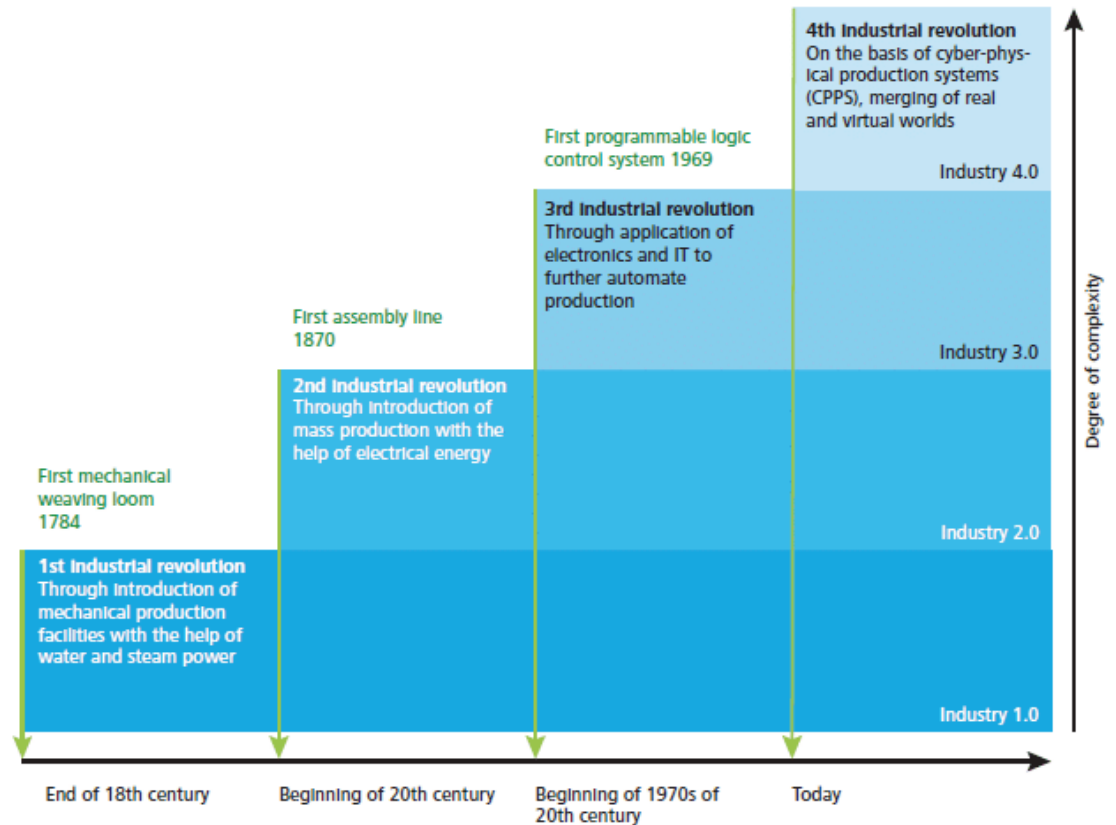 4th industrial revolution
On the basis of cyber-phys-
ical production systems
(CPPS), merging of real
and virtual worlds
Industry 4.0
First programmable logic
control system 1969
3rd industrial revolution
Through application of
electronics and IT to
further automate
production
Industry 3.0
First assembly line
1870
2nd industrial revolution
Through introduction of
mass production with the
help of electrical energy
Industry 2.0
First mechanical
weaving loom
1784
1st industrial revolution
Through introduction of
mechanical production
facilities with the help of
water and steam power
Industry 1.0
Degree of complexity
End of 18th century
Beginning of 20th century
Beginning of 1970s of
20th century
Today